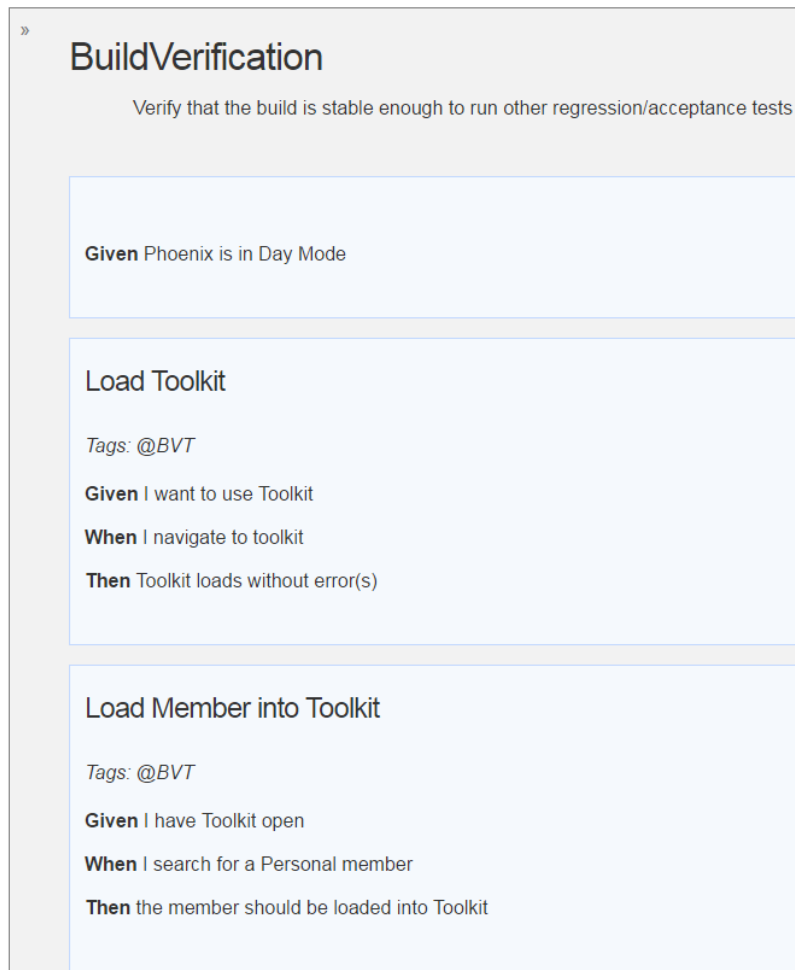 »
BuildVerification
Verify that the build is stable enough to run other regression/acceptance tests
Given Phoenix is in Day Mode
Load Toolkit
Tags: @BVT
Given I want to use Toolkit
When I navigate to toolkit
Then Toolkit loads without error(s)
Load Member into Toolkit
Tags: @BVT
Given I have Toolkit open
When I search for a Personal member
Then the member should be loaded into Toolkit